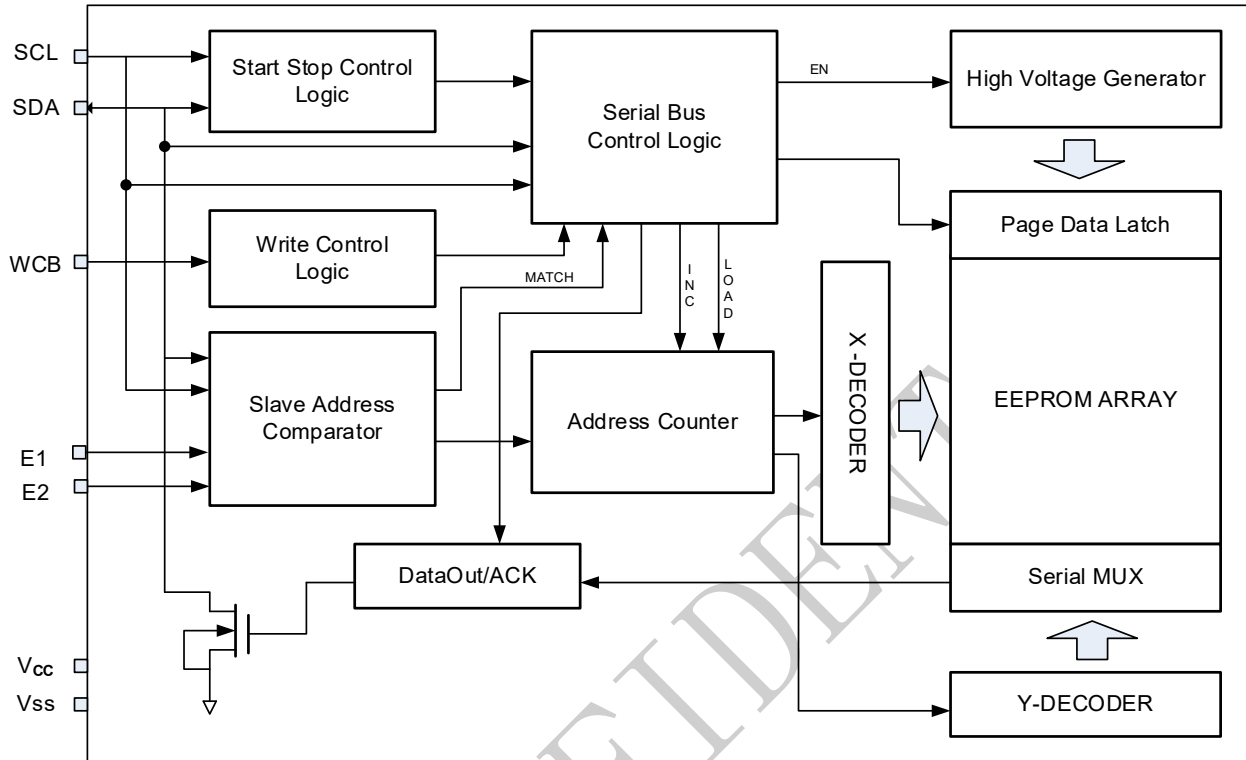 SCL
SDA
WCB
E1
E2
Vcc
Vss
Start Stop Control
Logic
Write Control
Logic
Slave Address
Comparator
MATCH
Serial Bus
Control Logic
EN
INC
LOAD
Address Counter
DataOut/ACK
X-DECODER
High Voltage Generator
Page Data Latch
EEPROM ARRAY
Serial MUX
Y-DECODER